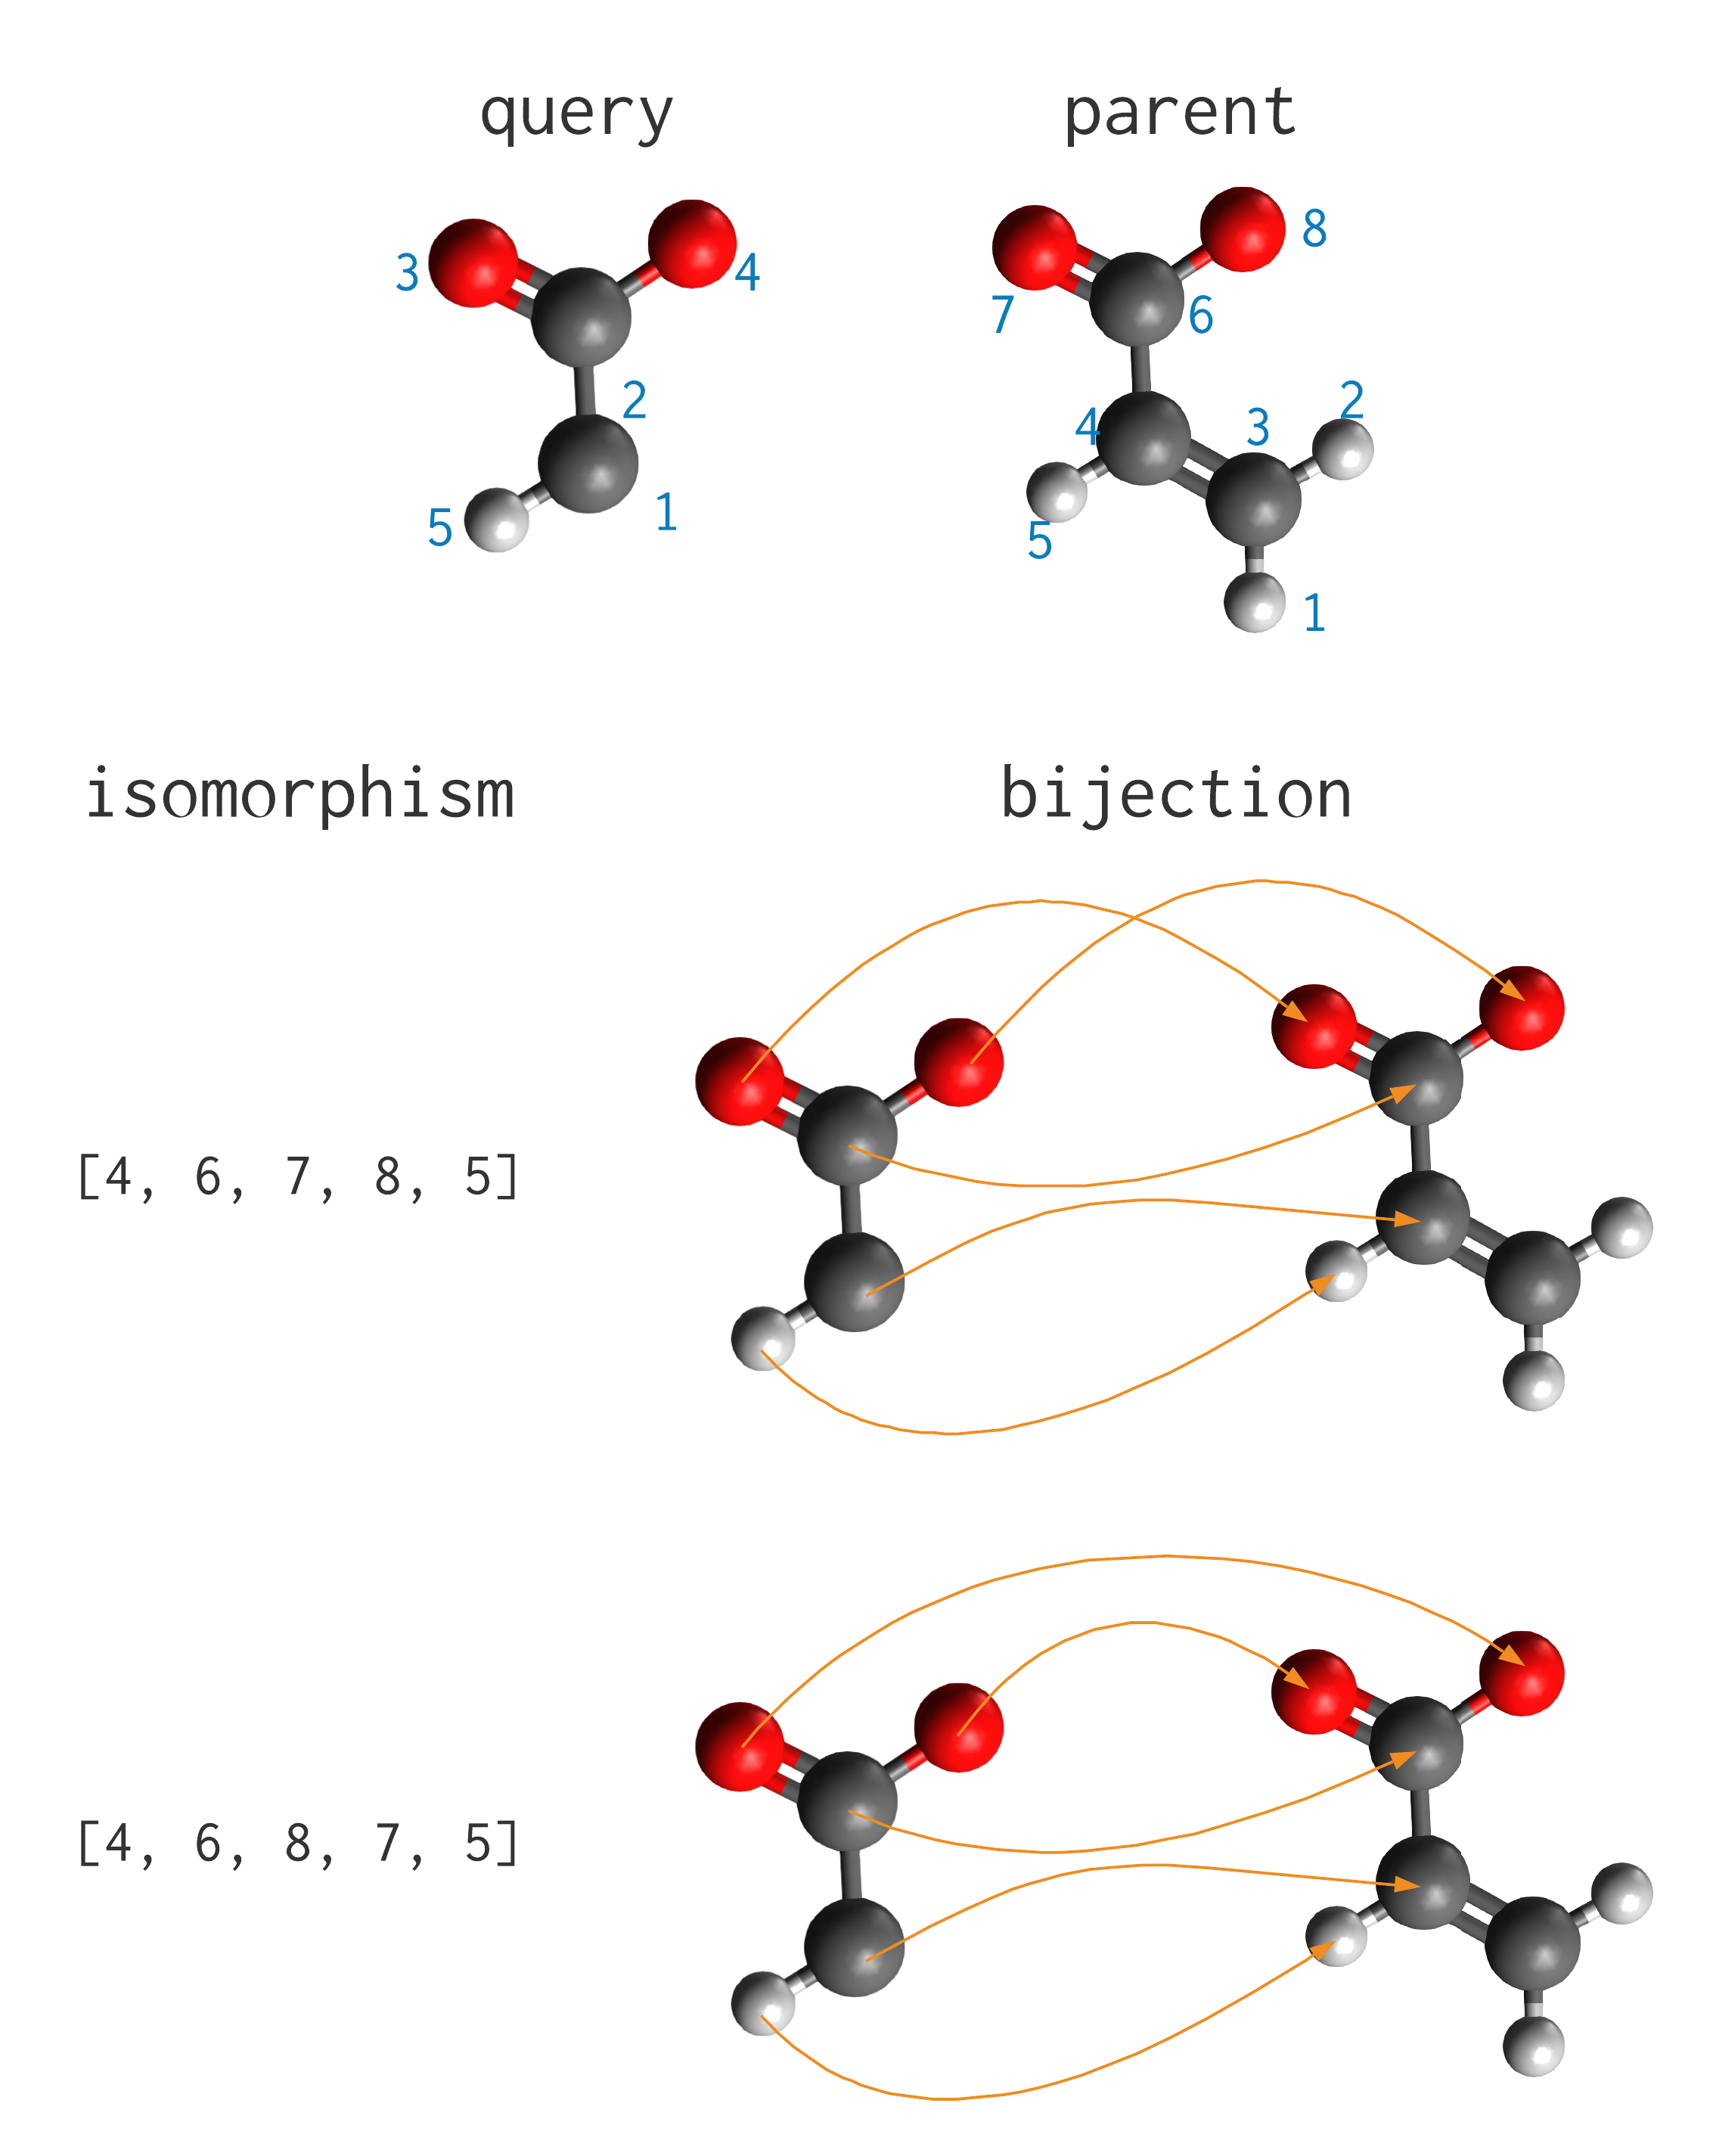 query parent
8
3 4
7 6
2 4 3 2
5 1 5
1
isomorphism bijection
[4, 6, 7, 8, 5]
[4, 6, 8, 7, 5]